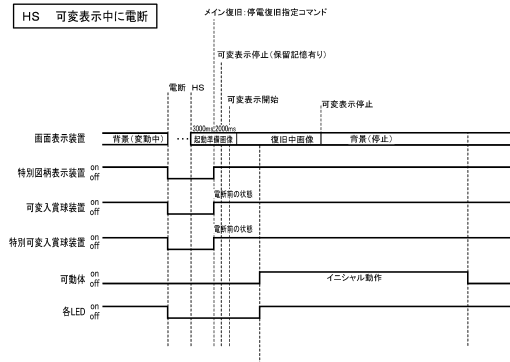 HS 可変表示中に電断
メイン復旧:停電復旧指定コマンド
可変表示停止(保留記憶有り)
電断 HS
可変表示開始
可変表示停止
3000ms 2000ms
画面表示装置 背景(変動中) ・・・ 起動準備画像 復旧中画像 背景(停止)
特別図柄表示装置 on
off
電断前の状態
可変入賞球装置 on
off
電断前の状態
特別可変入賞球装置 on
off
可動体 on
off
イニシャル動作
各LED on
off